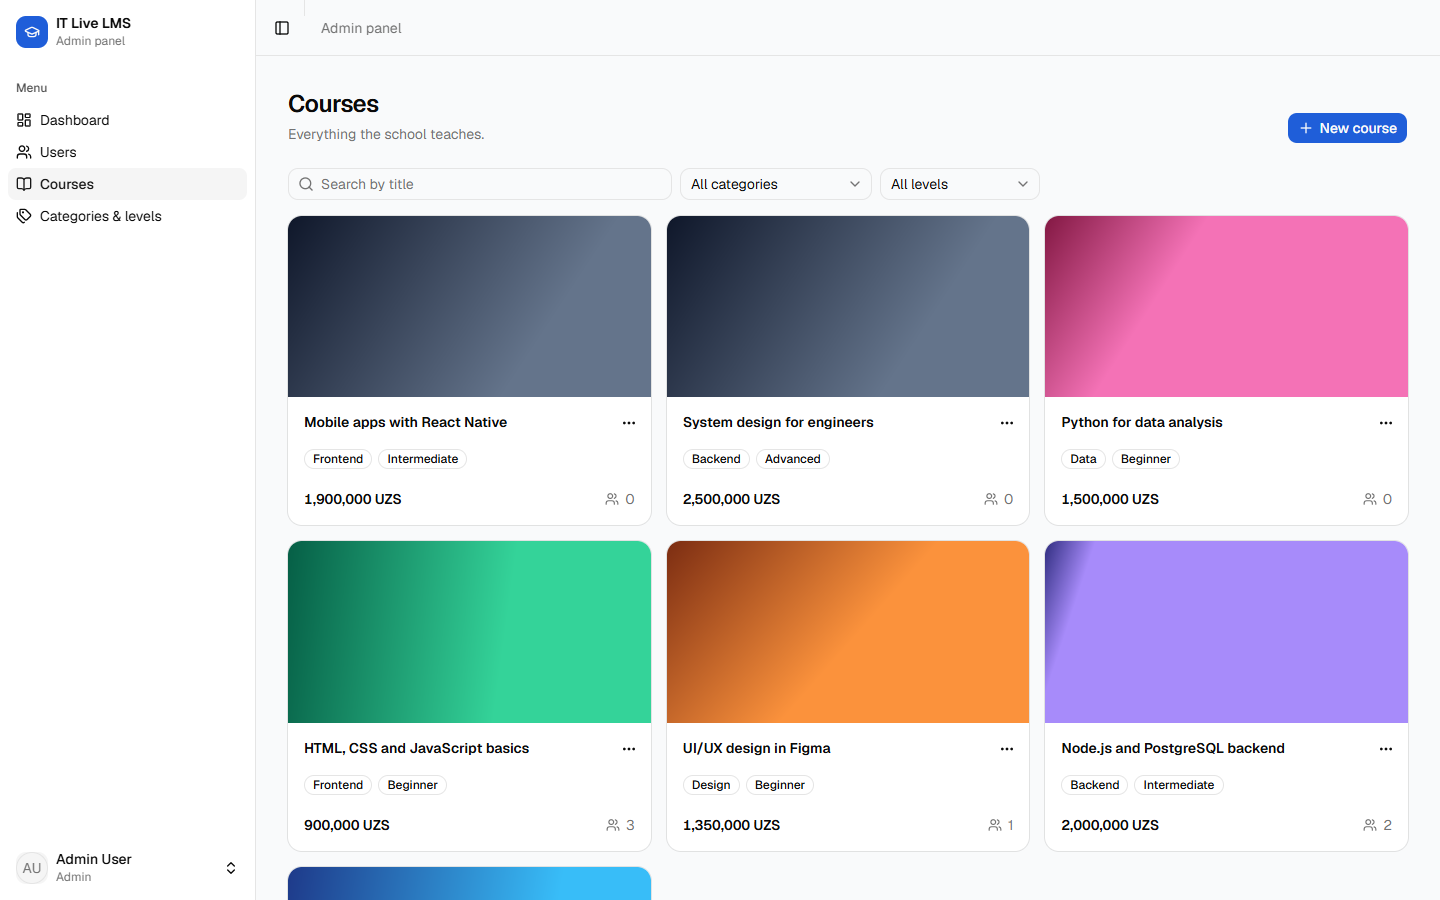 IT Live LMS
Admin panel
Menu
Dashboard
Users
Courses
Categories & levels
AU
Admin User
Admin
Admin panel
Courses
Everything the school teaches.
New course
Search by title
All categories
All levels
Mobile apps with React Native
Frontend
Intermediate
1,900,000 UZS
0
System design for engineers
Backend
Advanced
2,500,000 UZS
0
Python for data analysis
Data
Beginner
1,500,000 UZS
0
HTML, CSS and JavaScript basics
Frontend
Beginner
900,000 UZS
3
UI/UX design in Figma
Design
Beginner
1,350,000 UZS
1
Node.js and PostgreSQL backend
Backend
Intermediate
2,000,000 UZS
2